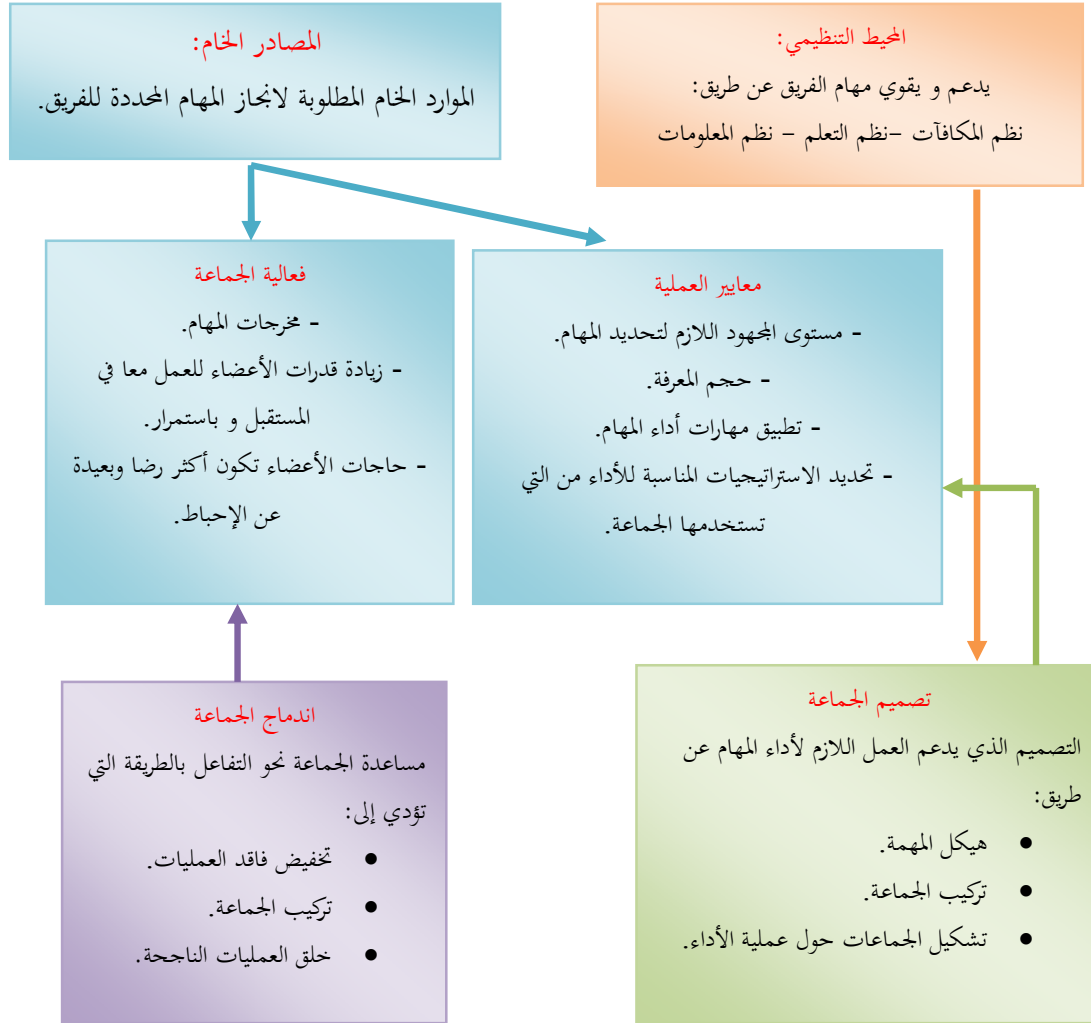 المحيط التنظيمي:
يدعم و يقوي مهام الفريق عن طريق:
نظم المكافآت –نظم التعلم – نظم المعلومات
المصادر الخام:
الموارد الخام المطلوبة لانجاز المهام المحددة للفريق.
معايير العملية
- مستوى المجهود اللازم لتحديد المهام.
- حجم المعرفة.
- تطبيق مهارات أداء المهام.
- تحديد الاستراتيجيات المناسبة للأداء من التي
تستخدمها الجماعة.
فعالية الجماعة
- مخرجات المهام.
- زيادة قدرات الأعضاء للعمل معا في
المستقبل و باستمرار.
- حاجات الأعضاء تكون أكثر رضا وبعيدة
عن الإحباط.
تصميم الجماعة
التصميم الذي يدعم العمل اللازم لأداء المهام عن
طريق:
● هيكل المهمة.
● تركيب الجماعة.
● تشكيل الجماعات حول عملية الأداء.
اندماج الجماعة
مساعدة الجماعة نحو التفاعل بالطريقة التي
تؤدي إلى:
● تخفيض فاقد العمليات.
● تركيب الجماعة.
● خلق العمليات الناجحة.